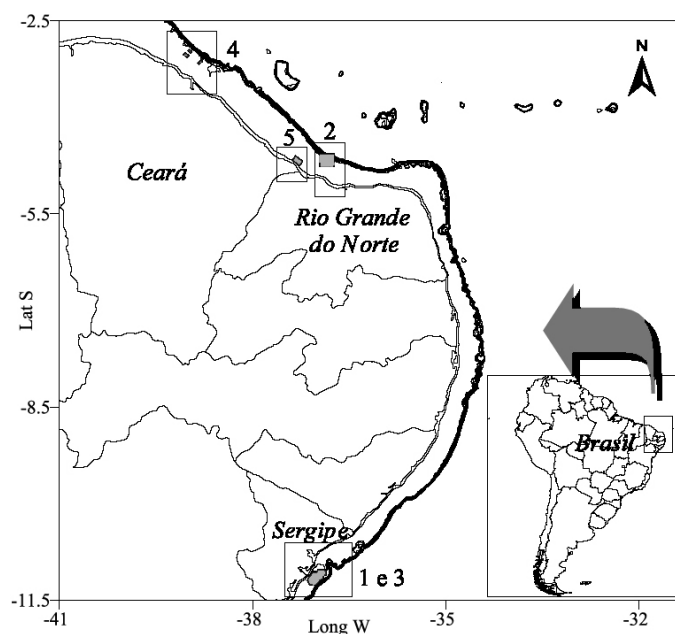 -2.5
4
N
5
2
Ceará
-5.5
Rio Grande
do Norte
Lat S
-8.5
Brasil
Sergipe
1 e 3
-11.5
-41
-38
-35
-32
Long W